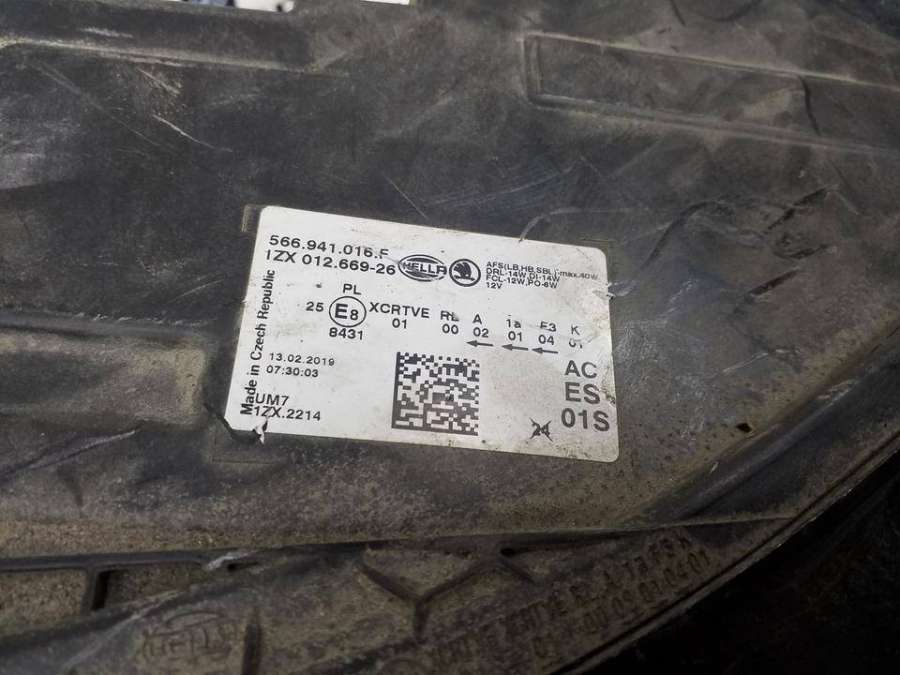 566.941.016.F
1ZX 012.669-26
HELLA
AFS(LB,HB,SBL)-max.40W
DRL-14W,DI-14W
FCL-12W,PO-6W
12V
Made in Czech Republic
PL
25 E8 XCRTVE RL A 1a F3 K
8431 01 00 02 01 04 01
13.02.2019
07:30:03
UM7
1ZX.2214
AC
ES
01S
24
HELLA